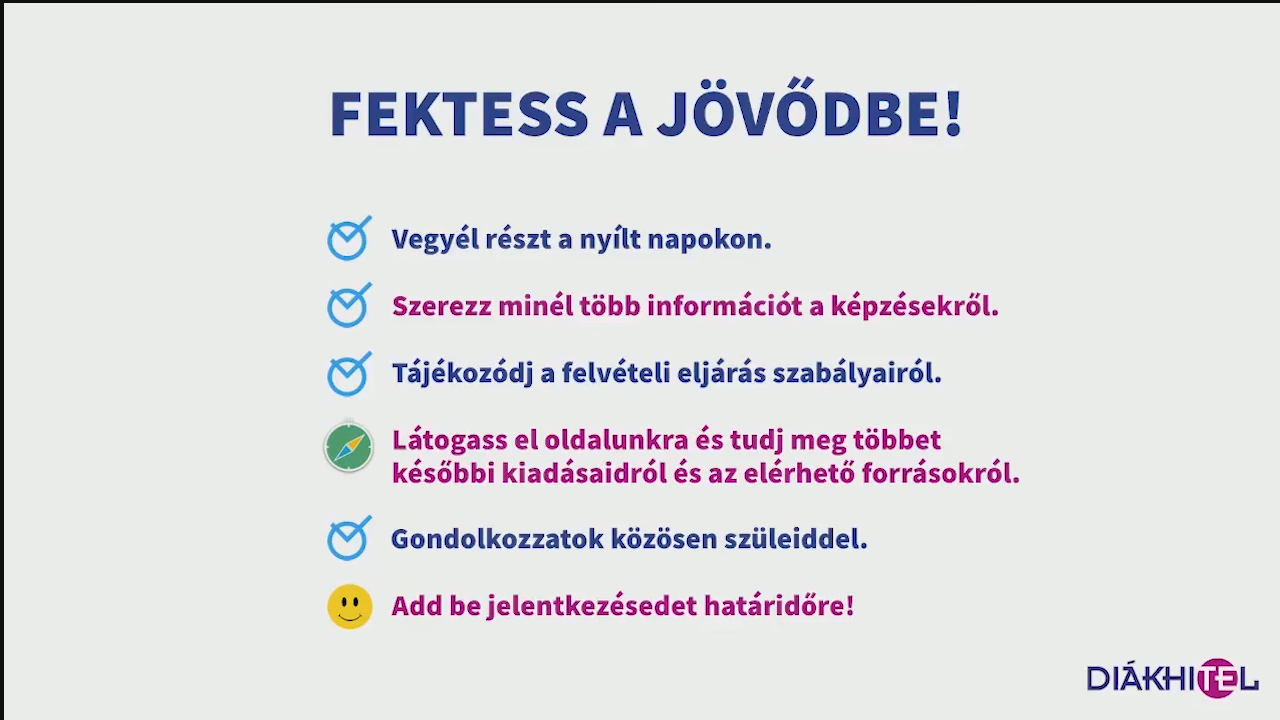 FEKTESS A JÖVŐDBE!
Vegyél részt a nyílt napokon.
Szerezz minél több információt a képzésekről.
Tájékozódj a felvételi eljárás szabályairól.
Látogass el oldalunkra és tudj meg többet
későbbi kiadásaidról és az elérhető forrásokról.
Gondolkozzatok közösen szüleiddel.
Add be jelentkezésedet határidőre!
DIÁKHITEL